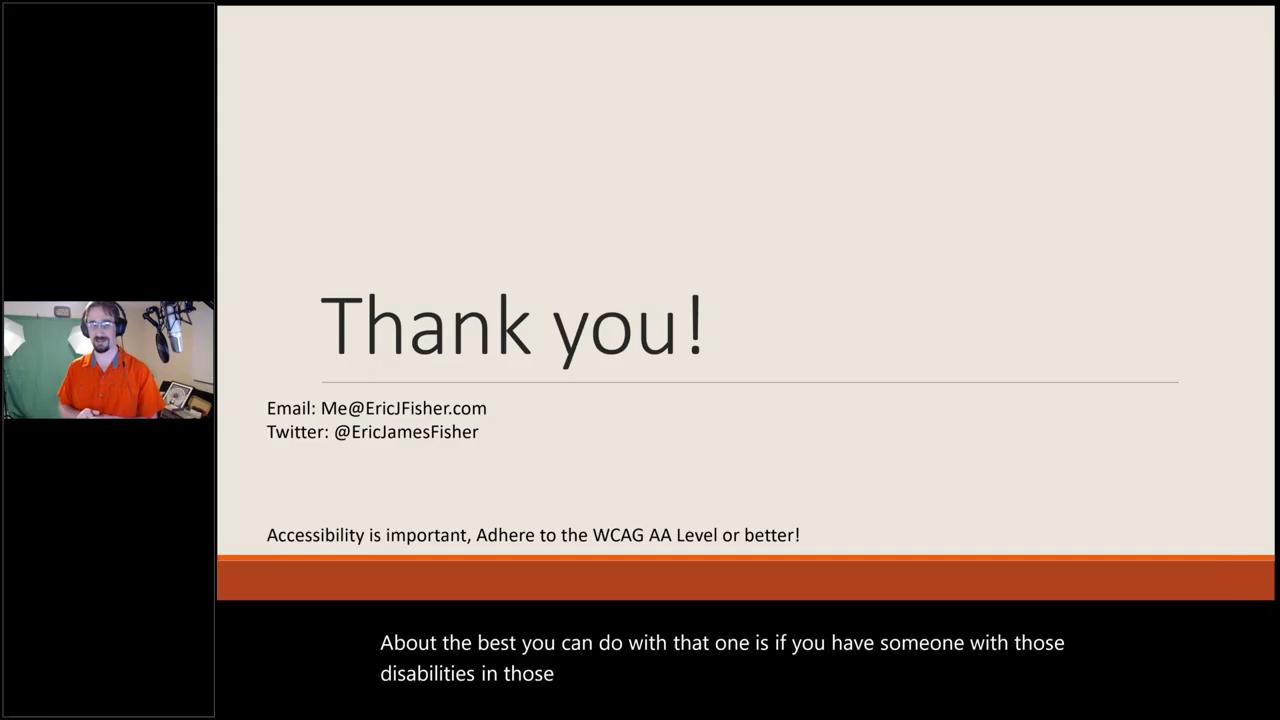 Thank you!
Email: Me@EricJFisher.com
Twitter: @EricJamesFisher
Accessibility is important, Adhere to the WCAG AA Level or better!
About the best you can do with that one is if you have someone with those
disabilities in those